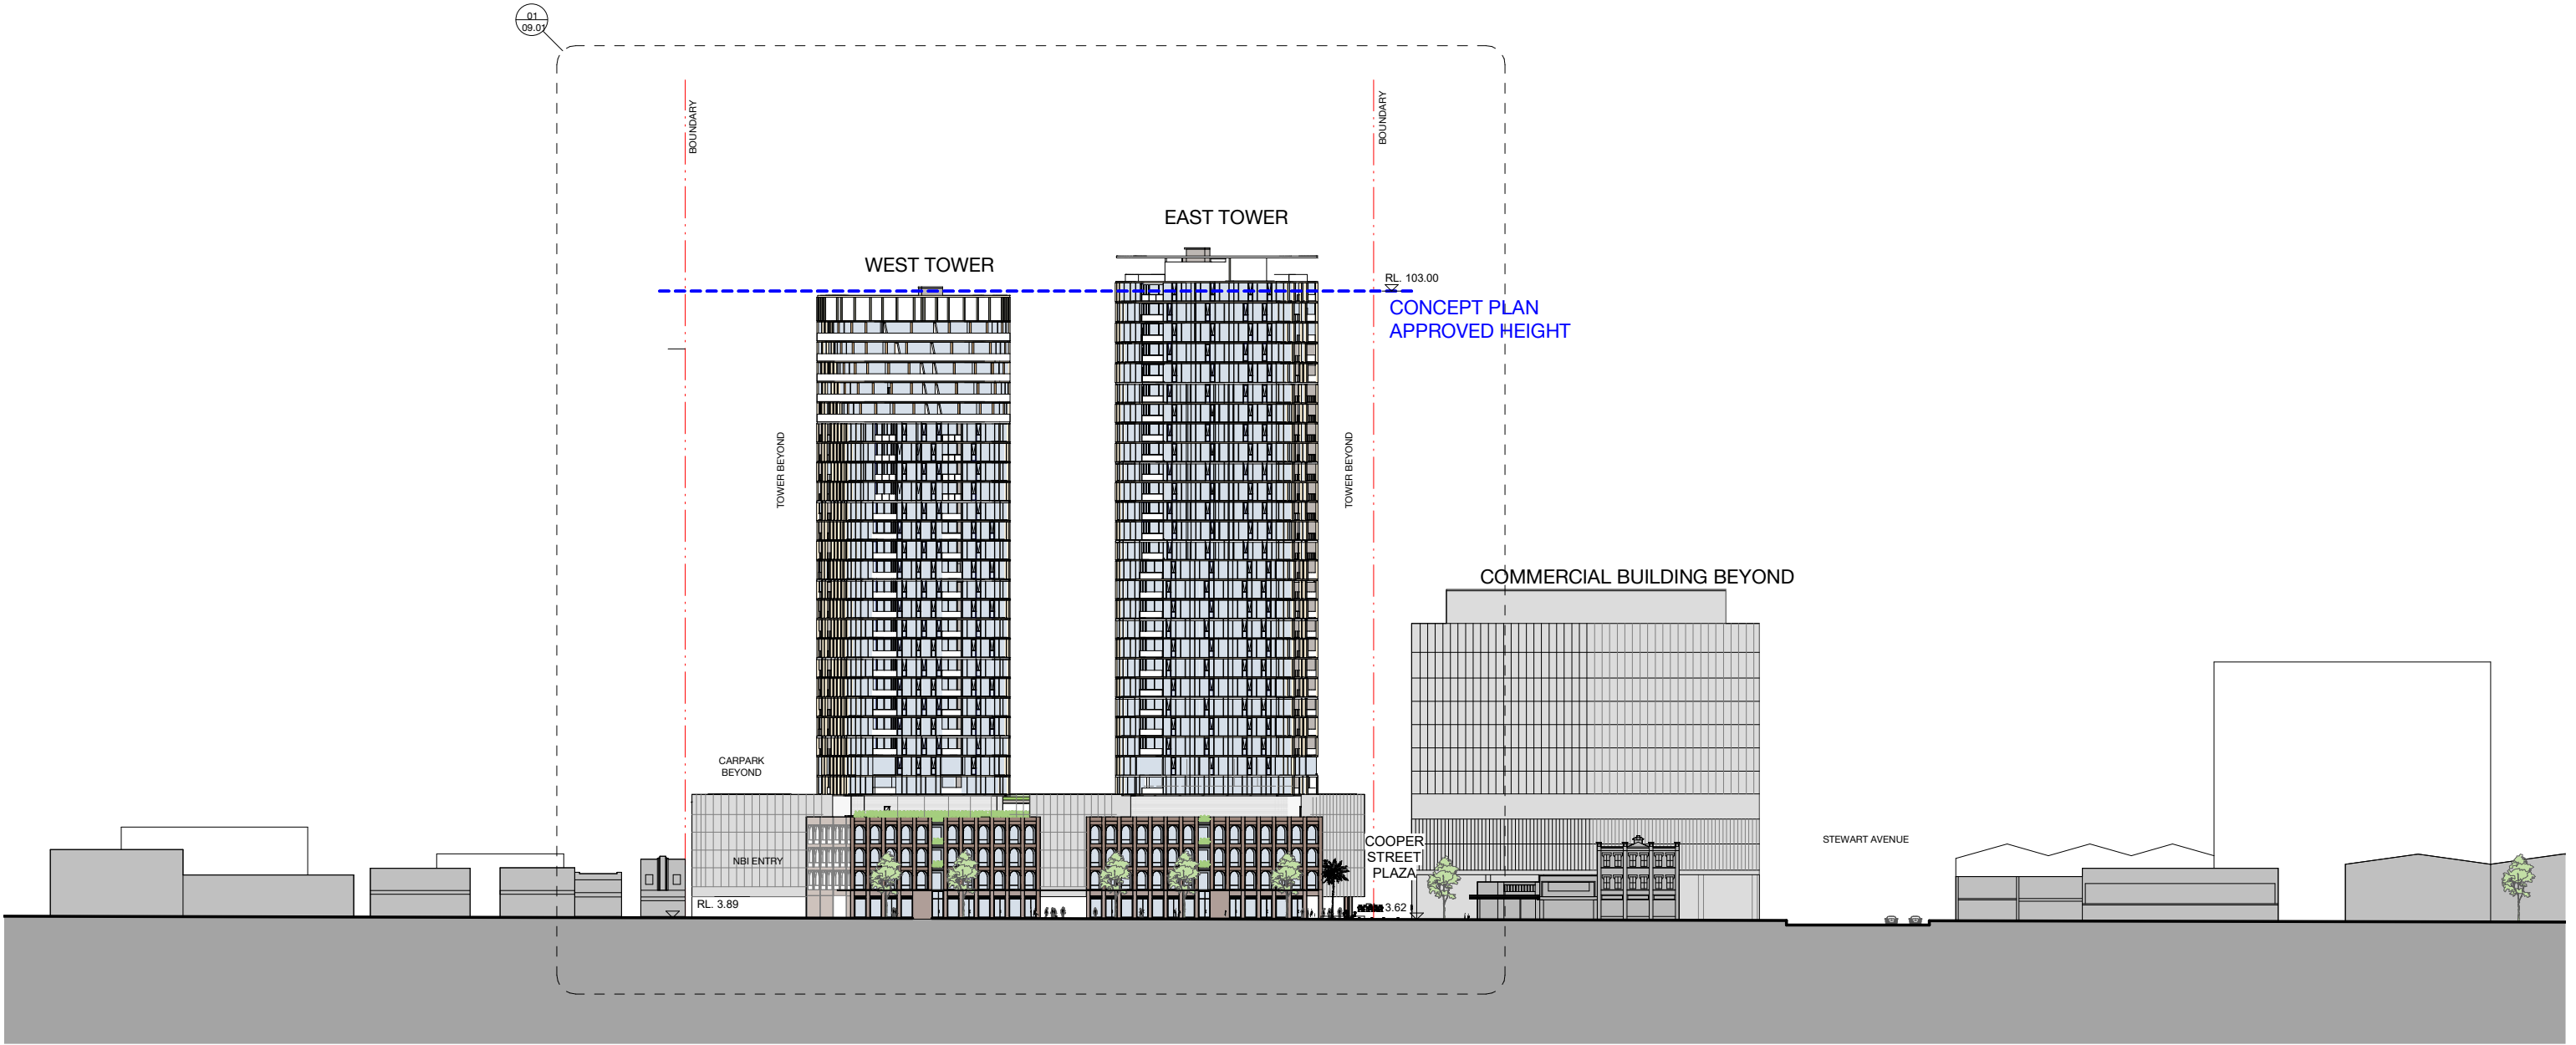 01
09.01
BOUNDARY
BOUNDARY
EAST TOWER
WEST TOWER
RL. 103.00
CONCEPT PLAN
APPROVED HEIGHT
TOWER BEYOND
TOWER BEYOND
COMMERCIAL BUILDING BEYOND
CARPARK
BEYOND
COOPER
STREET
PLAZA
STEWART AVENUE
NBI ENTRY
RL. 3.89
3.62